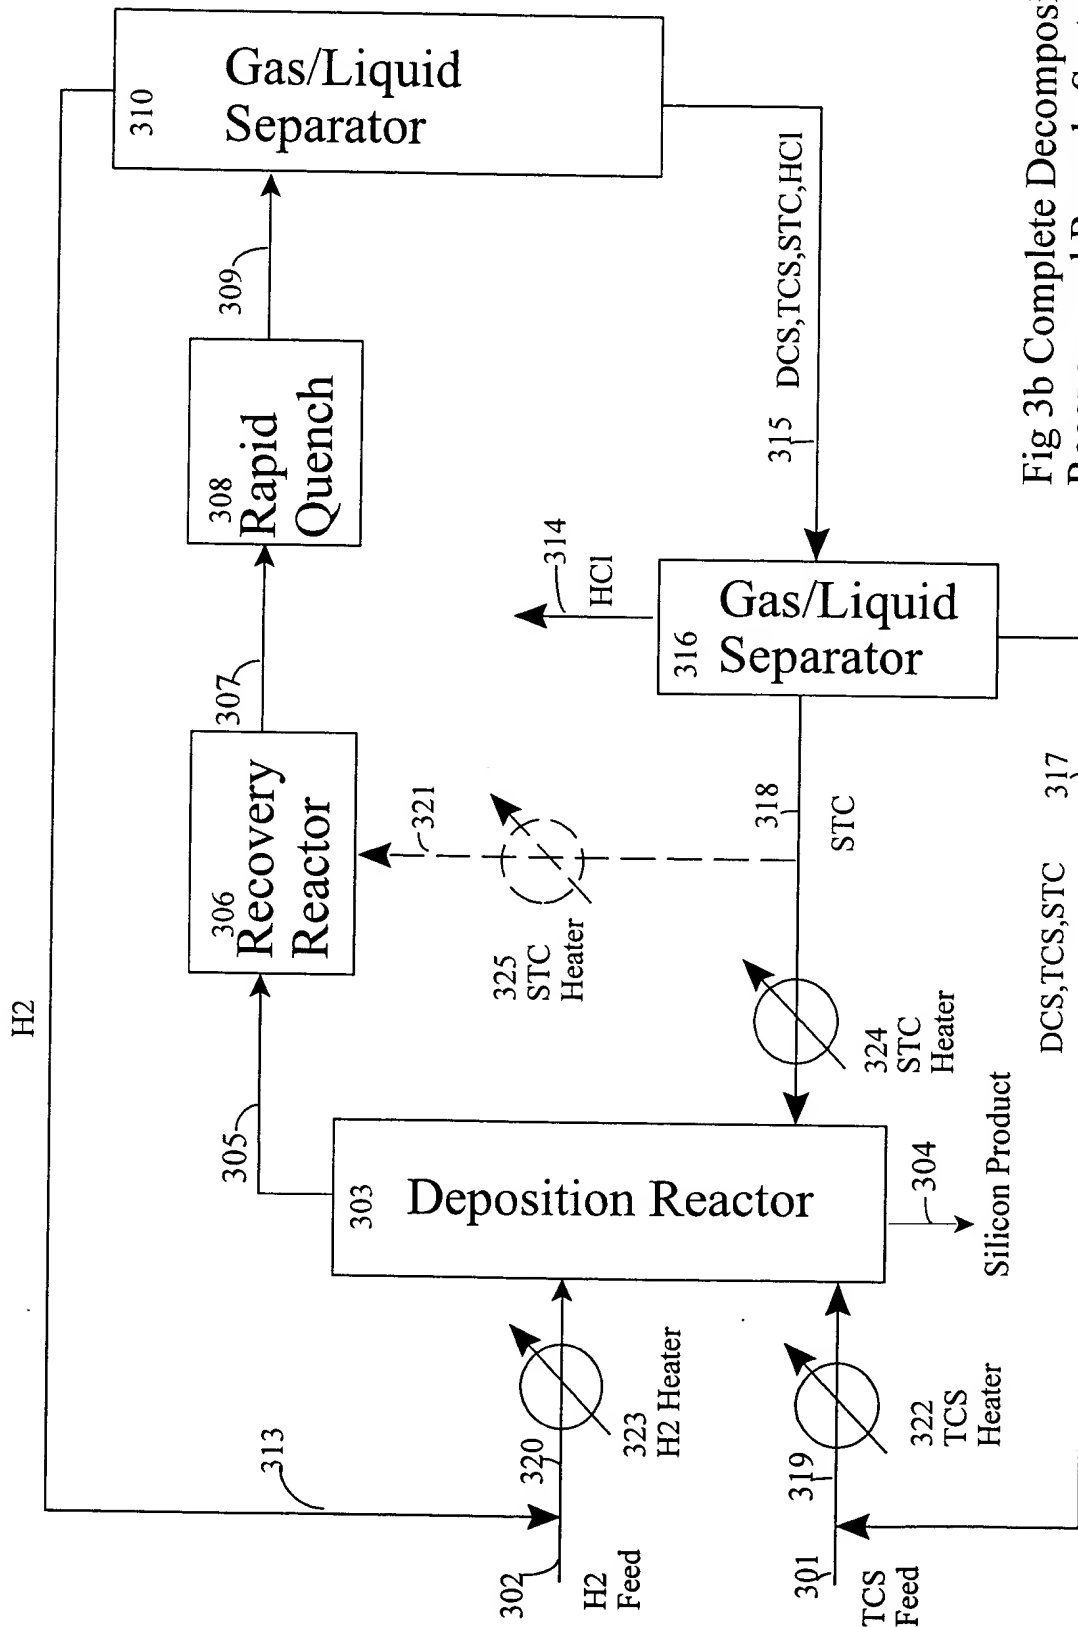 H2
310
Gas/Liquid
Separator
309
308
Rapid
Quench
307
306
Recovery
Reactor
305
315 DCS,TCS,STC,HCl
314
HCl
316
Gas/Liquid
Separator
321
325
STC
Heater
318
STC
324
STC
Heater
317
DCS,TCS,STC
303
Deposition Reactor
304
Silicon Product
313
320
323
H2 Heater
302
H2
Feed
319
322
TCS
Heater
301
TCS
Feed
Fig 3b Complete